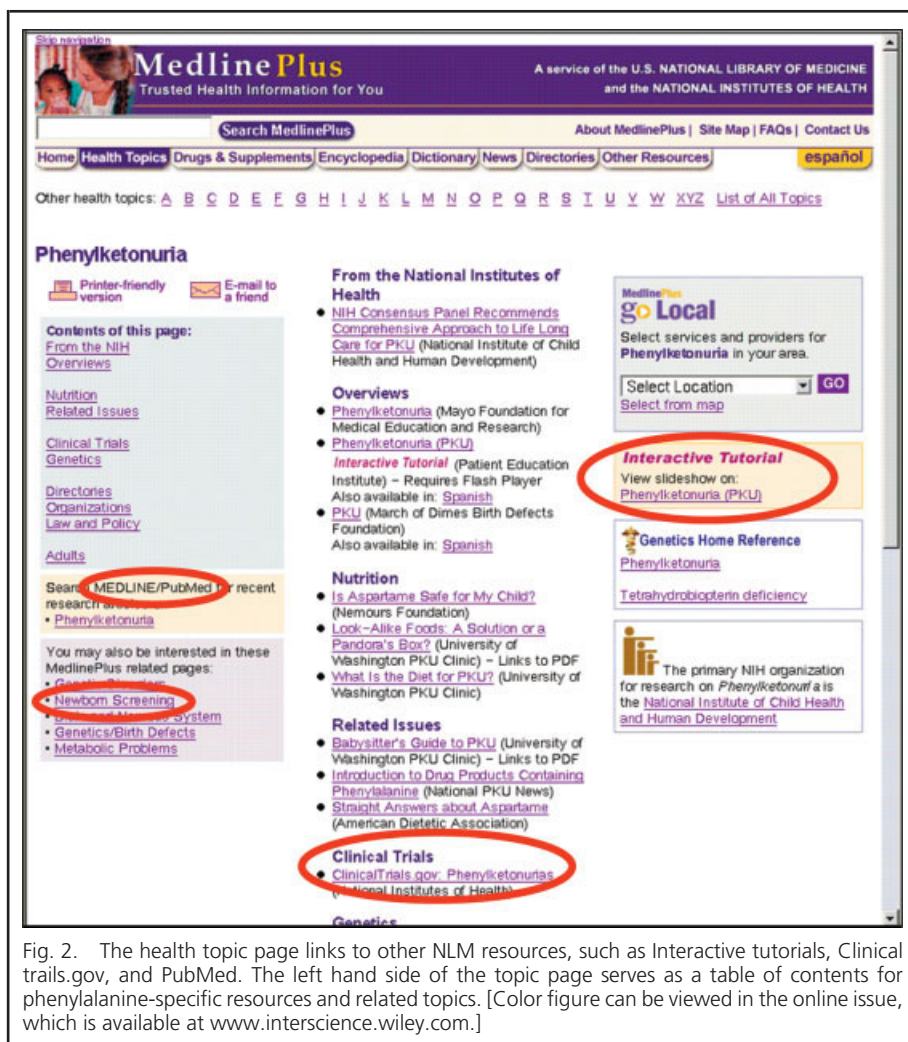 Skip navigation
MedlinePlus
Trusted Health Information for You
A service of the U.S. NATIONAL LIBRARY OF MEDICINE
and the NATIONAL INSTITUTES OF HEALTH
Search MedlinePlus
About MedlinePlus | Site Map | FAQs | Contact Us
Home Health Topics Drugs & Supplements Encyclopedia Dictionary News Directories Other Resources español
Other health topics: A B C D E F G H I J K L M N O P Q R S T U V W XYZ List of All Topics
Phenylketonuria
Printer-friendly version
E-mail to a friend
Contents of this page:
From the NIH
Overviews
Nutrition
Related Issues
Clinical Trials
Genetics
Directories
Organizations
Law and Policy
Adults
Search MEDLINE/PubMed for recent
research
• Phenylketonuria
You may also be interested in these
MedlinePlus related pages:
• Newborn Screening
System
• Genetics/Birth Defects
• Metabolic Problems
From the National Institutes of
Health
• NIH Consensus Panel Recommends
Comprehensive Approach to Life Long
Care for PKU (National Institute of Child
Health and Human Development)
Overviews
• Phenylketonuria (Mayo Foundation for
Medical Education and Research)
• Phenylketonuria (PKU)
Interactive Tutorial (Patient Education
Institute) – Requires Flash Player
Also available in: Spanish
• PKU (March of Dimes Birth Defects
Foundation)
Also available in: Spanish
Nutrition
• Is Aspartame Safe for My Child?
(Nemours Foundation)
• Look–Alike Foods: A Solution or a
Pandora's Box? (University of
Washington PKU Clinic) – Links to PDF
• What Is the Diet for PKU? (University of
Washington PKU Clinic)
Related Issues
• Babysitter's Guide to PKU (University of
Washington PKU Clinic) – Links to PDF
• Introduction to Drug Products Containing
Phenylalanine (National PKU News)
• Straight Answers about Aspartame
(American Dietetic Association)
Clinical Trials
• ClinicalTrials.gov: Phenylketonurias
(National Institutes of Health)
Genetics
MedlinePlus
go Local
Select services and providers for
Phenylketonuria in your area.
Select Location GO
Select from map
Interactive Tutorial
View slideshow on:
Phenylketonuria (PKU)
Genetics Home Reference
Phenylketonuria
Tetrahydrobiopterin deficiency
The primary NIH organization
for research on Phenylketonuria is
the National Institute of Child Health
and Human Development
Fig. 2. The health topic page links to other NLM resources, such as Interactive tutorials, Clinical
trails.gov, and PubMed. The left hand side of the topic page serves as a table of contents for
phenylalanine-specific resources and related topics. [Color figure can be viewed in the online issue,
which is available at www.interscience.wiley.com.]